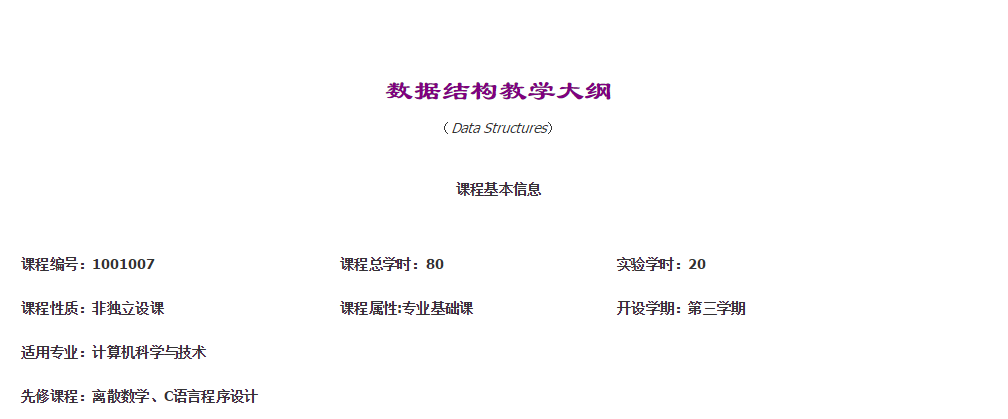 数据结构教学大纲
（ Data Structures）
课程基本信息
课程编号：1001007 课程总学时：80 实验学时：20
课程性质：非独立设课 课程属性:专业基础课 开设学期：第三学期
适用专业：计算机科学与技术
先修课程：离散数学、C语言程序设计